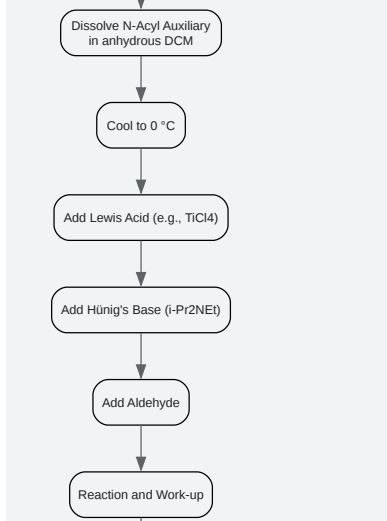 Dissolve N-Acyl Auxiliary
in anhydrous DCM
Cool to 0 °C
Add Lewis Acid (e.g., TiCl4)
Add Hünig's Base (i-Pr2NEt)
Add Aldehyde
Reaction and Work-up